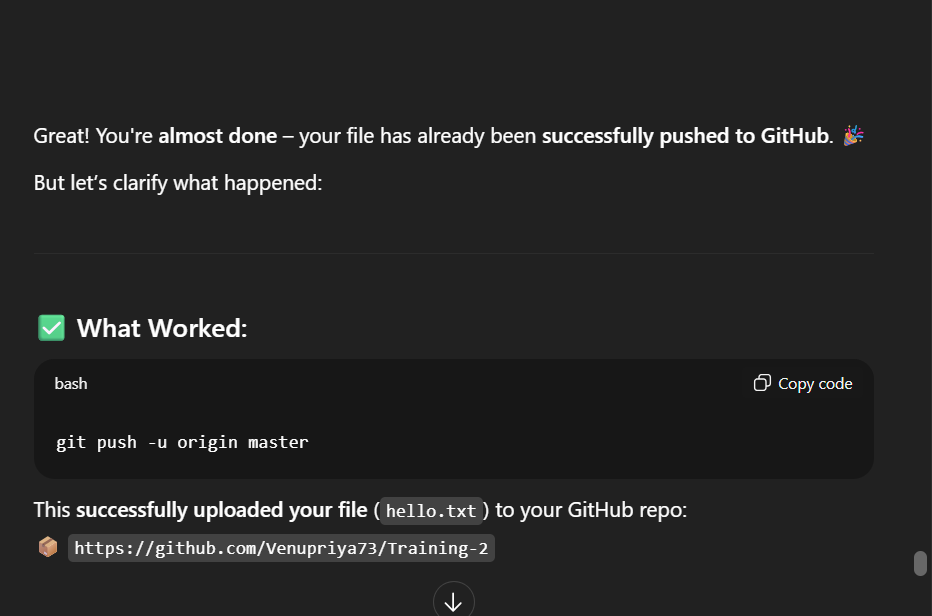 Great! You're almost done – your file has already been successfully pushed to GitHub. 🎉
But let’s clarify what happened:
✅ What Worked:
bash
Copy code
git push -u origin master
This successfully uploaded your file (hello.txt) to your GitHub repo:
📦 https://github.com/Venupriya73/Training-2